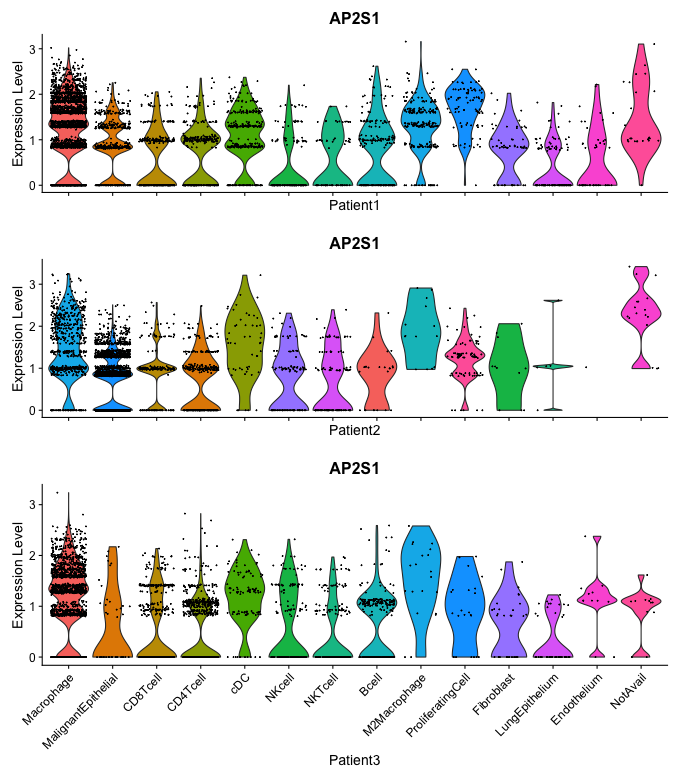 AP2S1
Expression Level
3
2
1
0
Patient1
AP2S1
Expression Level
3
2
1
0
Patient2
AP2S1
Expression Level
3
2
1
0
Macrophage
MalignantEpithelial
CD8Tcell
CD4Tcell
cDC
NKcell
NKTcell
Bcell
M2Macrophage
ProliferatingCell
Fibroblast
LungEpithelium
Endothelium
NotAvail
Patient3